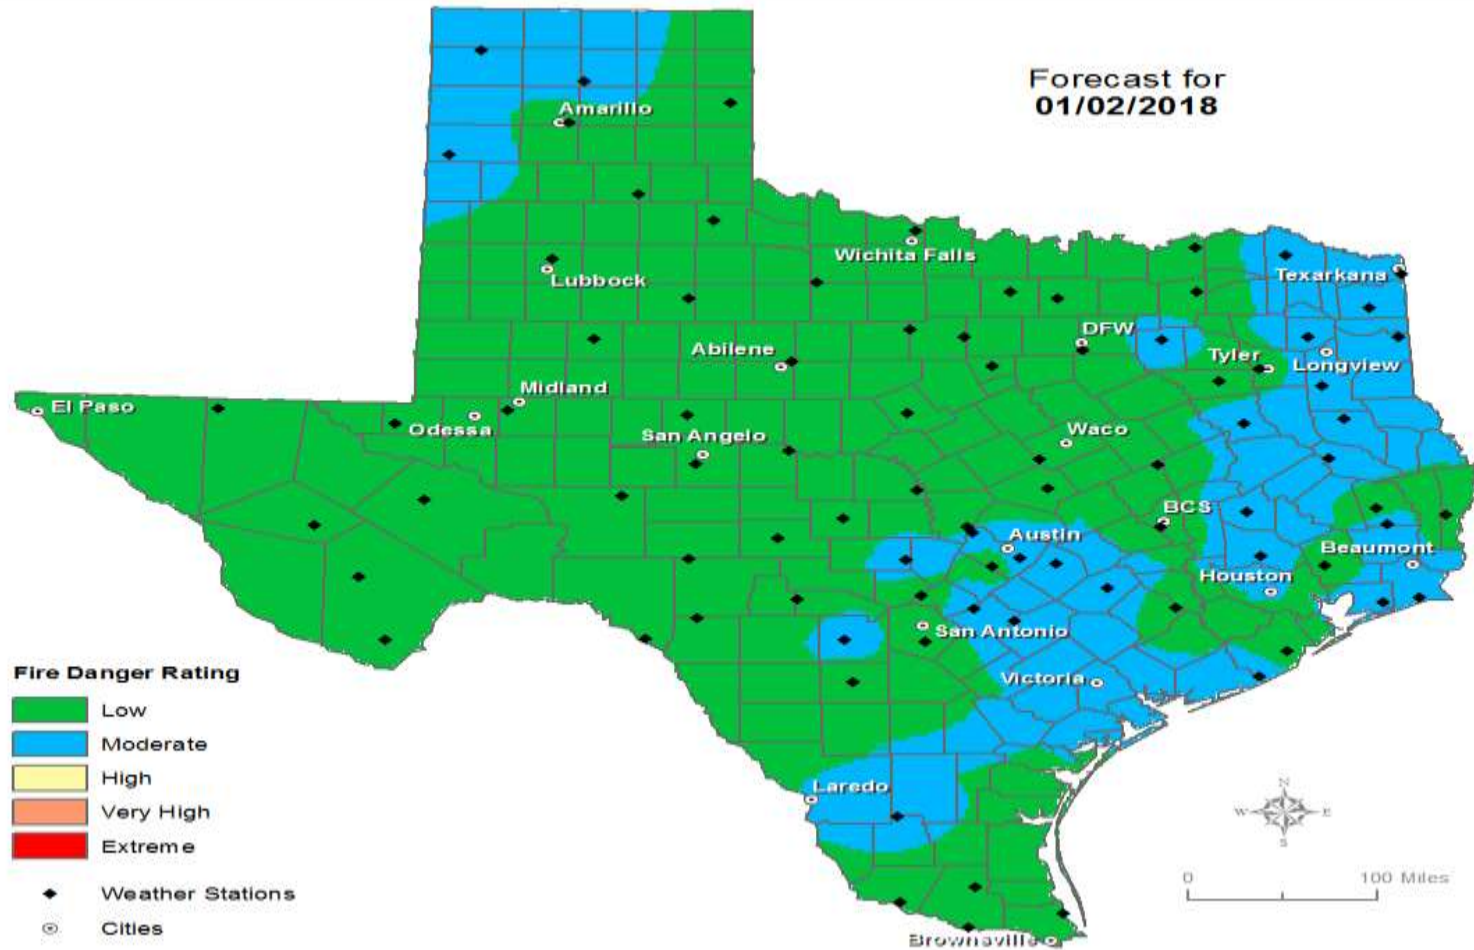 Forecast for
01/02/2018
Amarillo
Wichita Falls
Lubbock
Texarkana
DFW
Abilene
Tyler
Longview
Midland
El Paso
Odessa
San Angelo
Waco
BCS
Austin
Beaumont
Houston
San Antonio
Victoria
Laredo
Brownsville
Fire Danger Rating
Low
Moderate
High
Very High
Extreme
Weather Stations
Cities
N
W E
S
0 100 Miles